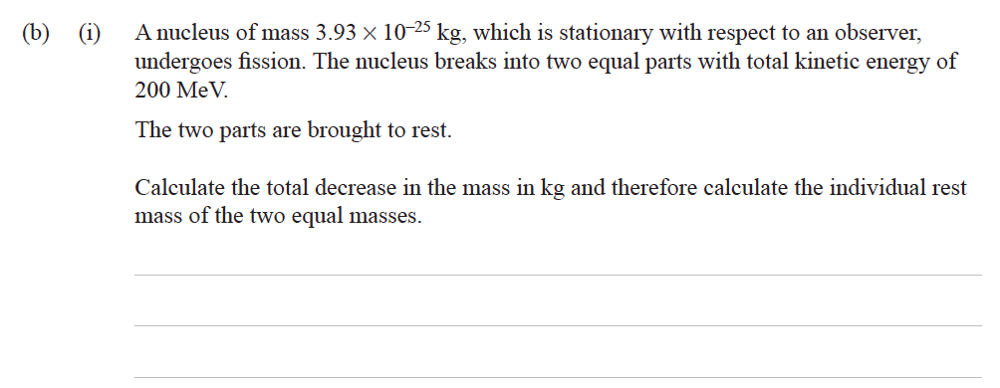 (b) (i) A nucleus of mass 3.93 × 10⁻²⁵ kg, which is stationary with respect to an observer,
undergoes fission. The nucleus breaks into two equal parts with total kinetic energy of
200 MeV.
The two parts are brought to rest.
Calculate the total decrease in the mass in kg and therefore calculate the individual rest
mass of the two equal masses.